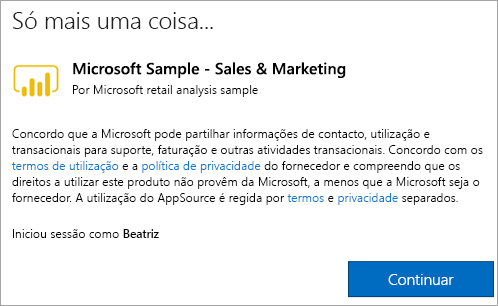 Só mais uma coisa...
Microsoft Sample - Sales & Marketing
Por Microsoft retail analysis sample
Concordo que a Microsoft pode partilhar informações de contacto, utilização e
transacionais para suporte, faturação e outras atividades transacionais. Concordo com os
termos de utilização e a política de privacidade do fornecedor e compreendo que os
direitos a utilizar este produto não provêm da Microsoft, a menos que a Microsoft seja o
fornecedor. A utilização do AppSource é regida por termos e privacidade separados.
Iniciou sessão como Beatriz
Continuar